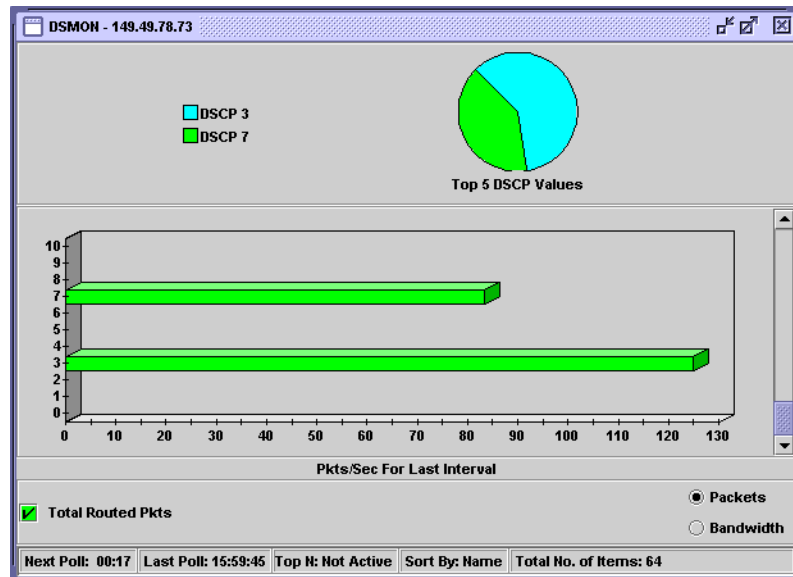 DSMON - 149.49.78.73
DSCP 3
DSCP 7
Top 5 DSCP Values
10
9
8
7
6
5
4
3
2
1
0
0 10 20 30 40 50 60 70 80 90 100 110 120 130
Pkts/Sec For Last Interval
Total Routed Pkts
Packets
Bandwidth
Next Poll: 00:17 Last Poll: 15:59:45 Top N: Not Active Sort By: Name Total No. of Items: 64